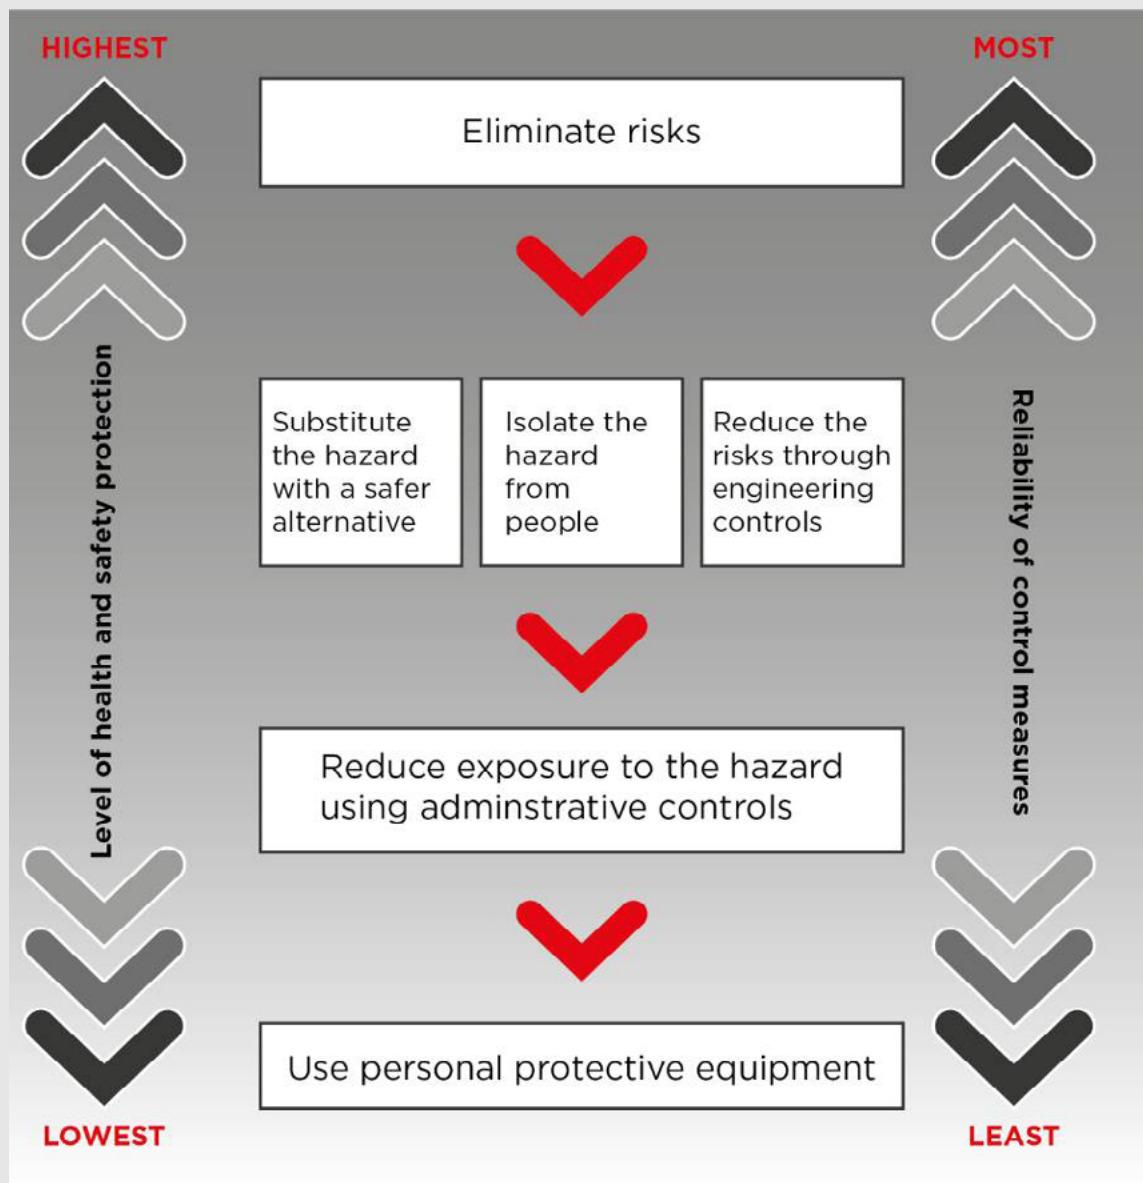 HIGHEST
MOST
Eliminate risks
Substitute
the hazard
with a safer
alternative
Isolate the
hazard
from
people
Reduce the
risks through
engineering
controls
Level of health and safety protection
Reliability of control measures
Reduce exposure to the hazard
using adminstrative controls
Use personal protective equipment
LOWEST
LEAST